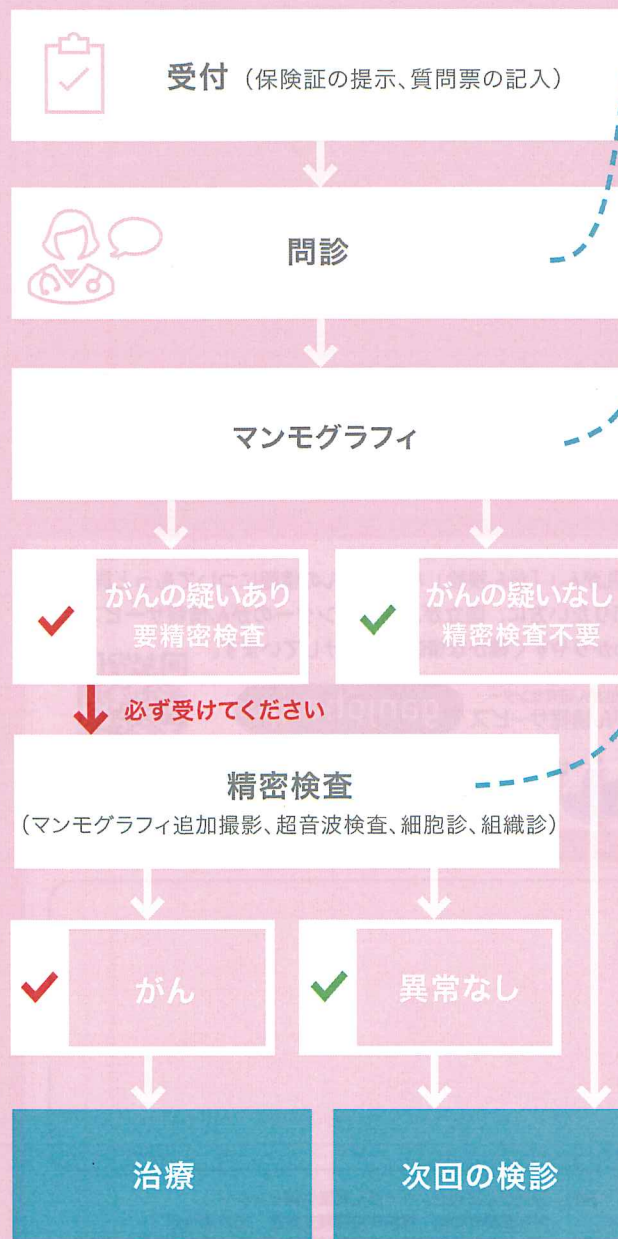 受付（保険証の提示、質問票の記入）
問診
マンモグラフィ
がんの疑いあり
要精密検査
がんの疑いなし
精密検査不要
必ず受けてください
精密検査
（マンモグラフィ追加撮影、超音波検査、細胞診、組織診）
がん
異常なし
治療
次回の検診